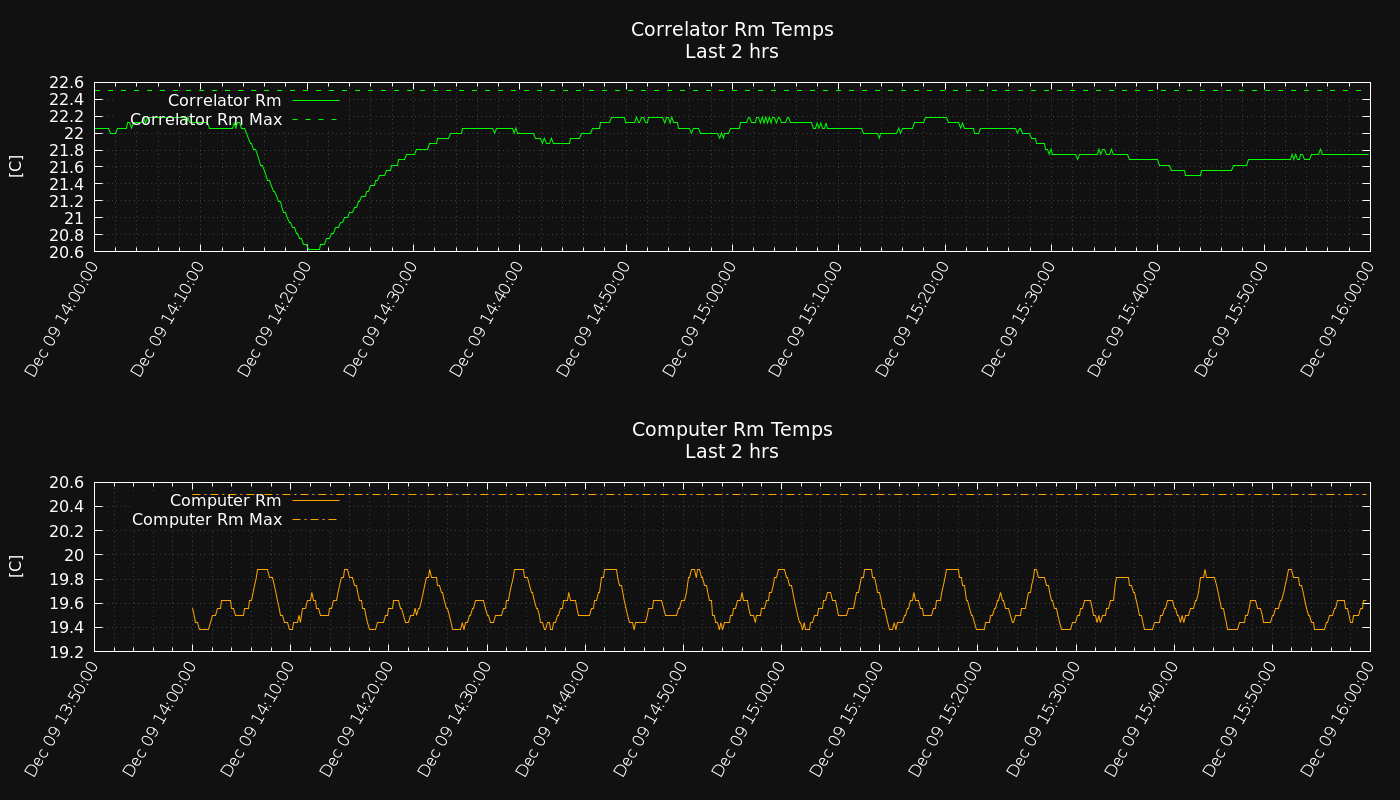 Correlator Rm Temps
Last 2 hrs
22.6
22.4
22.2
22
21.8
21.6
21.4
21.2
21
20.8
20.6
[C]
Correlator Rm
Correlator Rm Max
Dec 09 14:00:00
Dec 09 14:10:00
Dec 09 14:20:00
Dec 09 14:30:00
Dec 09 14:40:00
Dec 09 14:50:00
Dec 09 15:00:00
Dec 09 15:10:00
Dec 09 15:20:00
Dec 09 15:30:00
Dec 09 15:40:00
Dec 09 15:50:00
Dec 09 16:00:00
Computer Rm Temps
Last 2 hrs
20.6
20.4
20.2
20
19.8
19.6
19.4
19.2
[C]
Computer Rm
Computer Rm Max
Dec 09 13:50:00
Dec 09 14:00:00
Dec 09 14:10:00
Dec 09 14:20:00
Dec 09 14:30:00
Dec 09 14:40:00
Dec 09 14:50:00
Dec 09 15:00:00
Dec 09 15:10:00
Dec 09 15:20:00
Dec 09 15:30:00
Dec 09 15:40:00
Dec 09 15:50:00
Dec 09 16:00:00